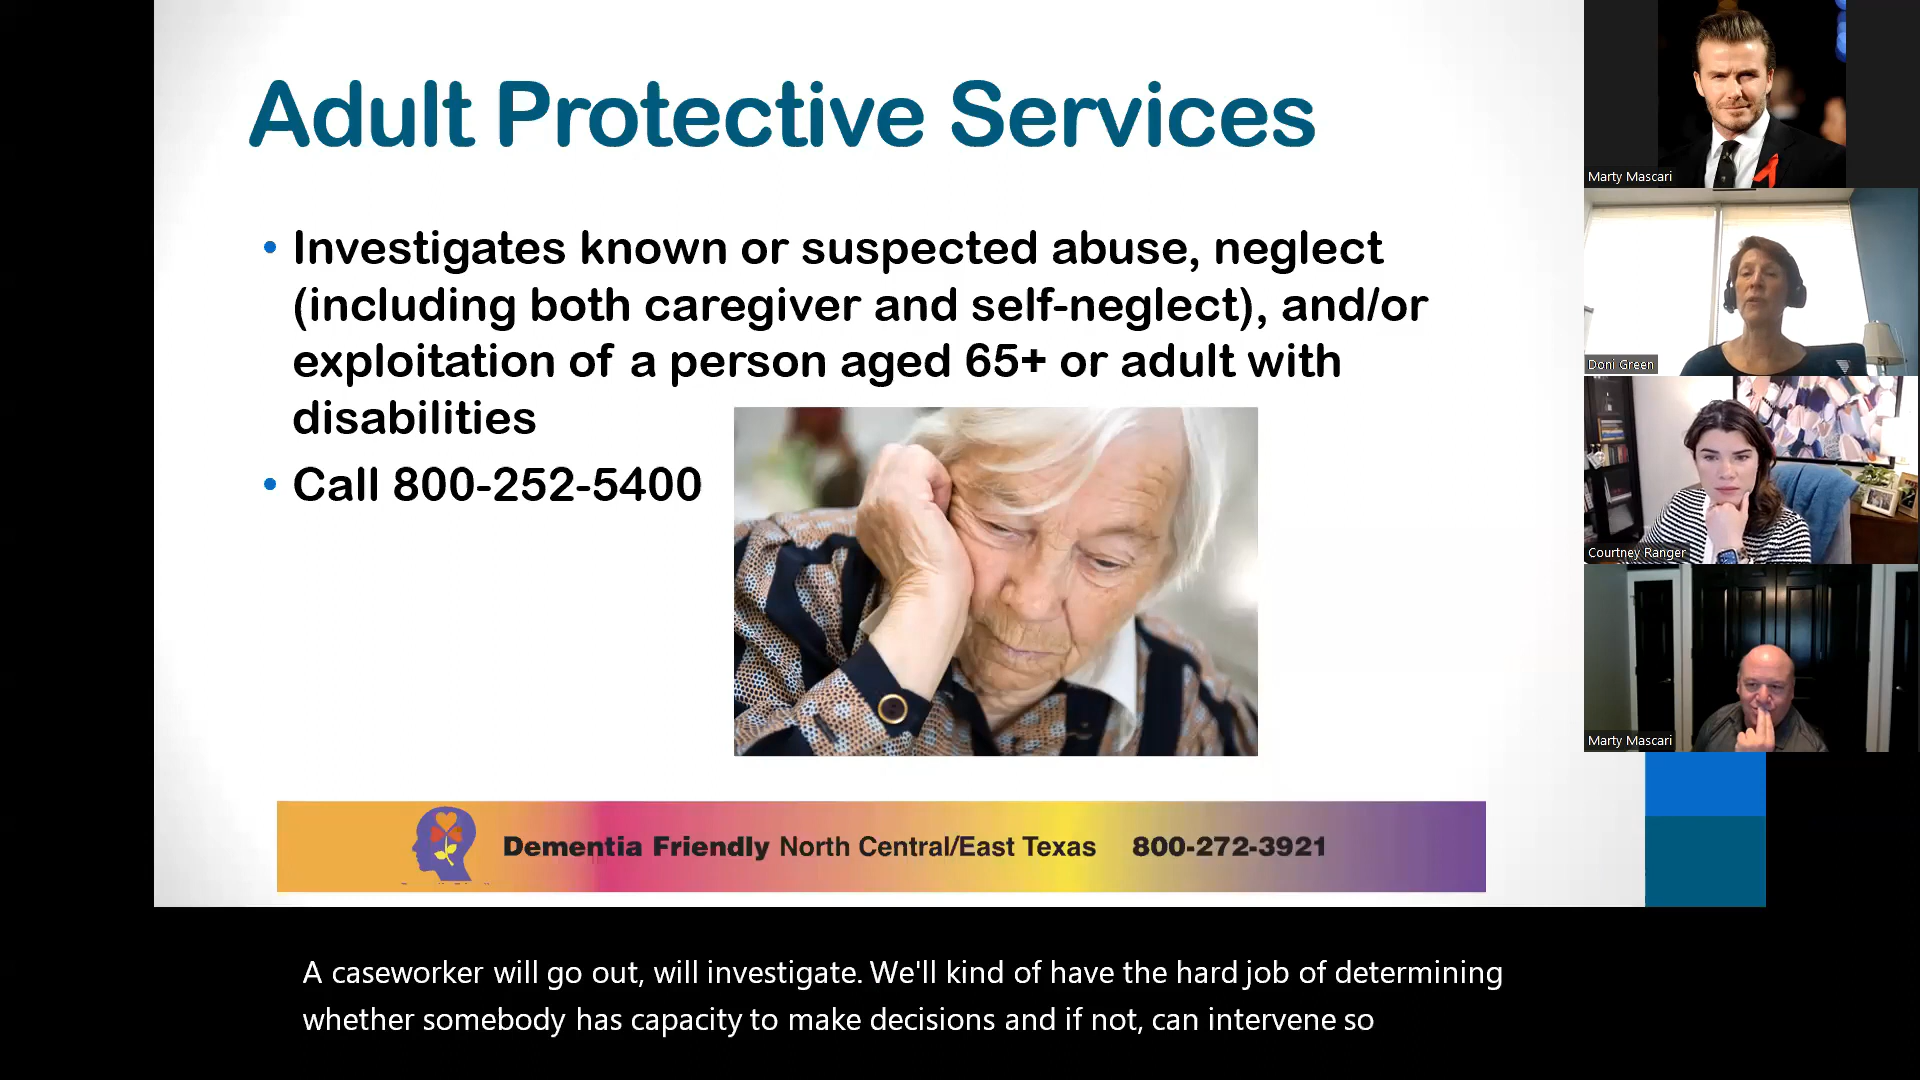 Adult Protective Services
• Investigates known or suspected abuse, neglect
(including both caregiver and self-neglect), and/or
exploitation of a person aged 65+ or adult with
disabilities
• Call 800-252-5400
Dementia Friendly North Central/East Texas 800-272-3921
A caseworker will go out, will investigate. We'll kind of have the hard job of determining
whether somebody has capacity to make decisions and if not, can intervene so
Marty Mascari
Doni Green
Courtney Ranger
Marty Mascari